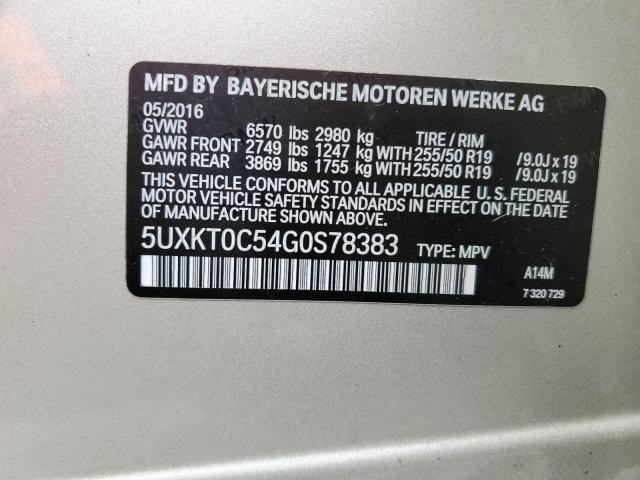 MFD BY BAYERISCHE MOTOREN WERKE AG
05/2016
GVWR 6570 lbs 2980 kg TIRE / RIM
GAWR FRONT 2749 lbs 1247 kg WITH 255/50 R19 /9.0J x 19
GAWR REAR 3869 lbs 1755 kg WITH 255/50 R19 /9.0J x 19
THIS VEHICLE CONFORMS TO ALL APPLICABLE U. S. FEDERAL
MOTOR VEHICLE SAFETY STANDARDS IN EFFECT ON THE DATE
OF MANUFACTURE SHOWN ABOVE.
5UXKT0C54G0S78383 TYPE: MPV
A14M
7 320 729